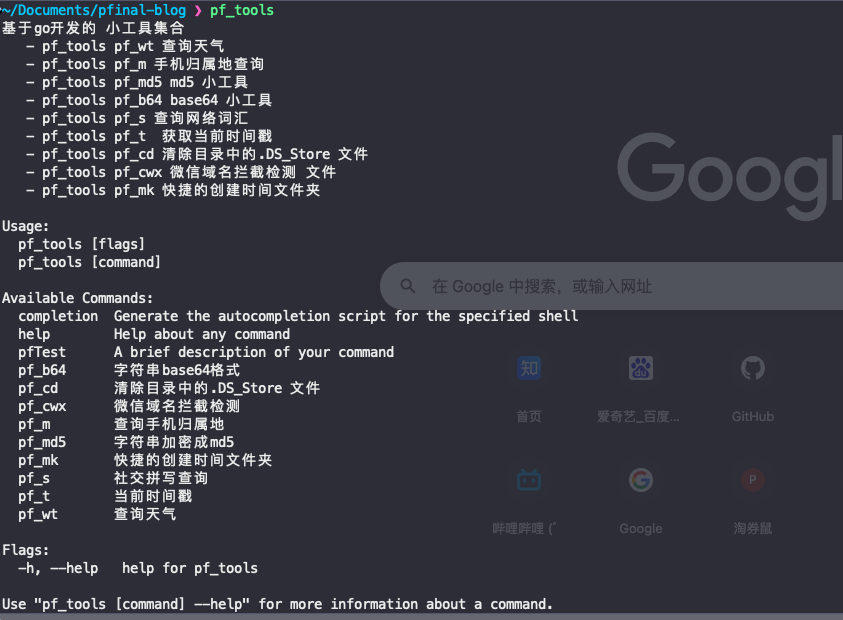 ~/Documents/pfinal-blog ❯ pf_tools
基于go开发的 小工具集合
   - pf_tools pf_wt 查询天气
   - pf_tools pf_m 手机归属地查询
   - pf_tools pf_md5 md5 小工具
   - pf_tools pf_b64 base64 小工具
   - pf_tools pf_s 查询网络词汇
   - pf_tools pf_t  获取当前时间戳
   - pf_tools pf_cd 清除目录中的.DS_Store 文件
   - pf_tools pf_cwx 微信域名拦截检测 文件
   - pf_tools pf_mk 快捷的创建时间文件夹
Usage:
  pf_tools [flags]
  pf_tools [command]
Available Commands:
  completion  Generate the autocompletion script for the specified shell
  help        Help about any command
  pfTest      A brief description of your command
  pf_b64      字符串base64格式
  pf_cd       清除目录中的.DS_Store 文件
  pf_cwx      微信域名拦截检测
  pf_m        查询手机归属地
  pf_md5      字符串加密成md5
  pf_mk       快捷的创建时间文件夹
  pf_s        社交拼写查询
  pf_t        当前时间戳
  pf_wt       查询天气
Flags:
  -h, --help   help for pf_tools
Use "pf_tools [command] --help" for more information about a command.
Googl
在 Google 中搜索，或输入网址
知
du
首页
爱奇艺_百度...
GitHub
P
哔哩哔哩 (゜
Google
淘券鼠